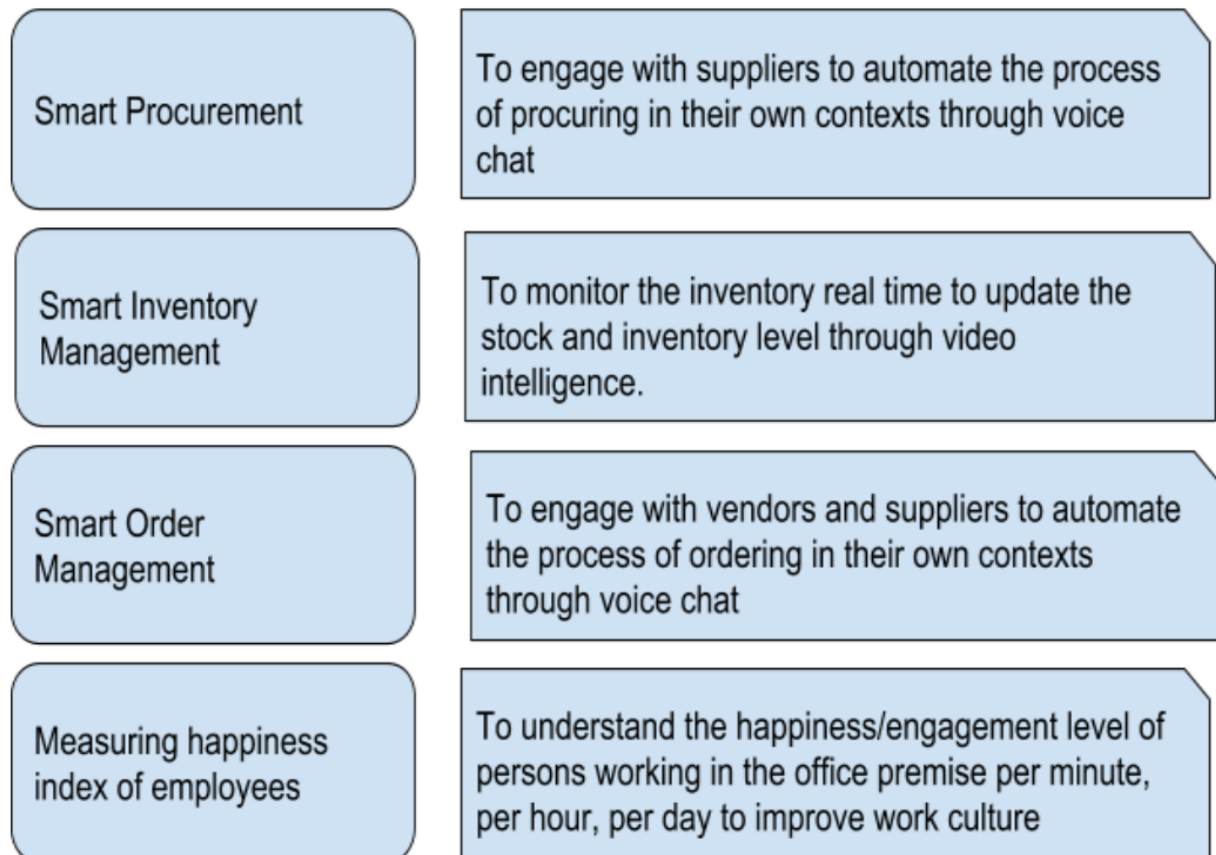 Smart Procurement
To engage with suppliers to automate the process
of procuring in their own contexts through voice
chat
Smart Inventory
Management
To monitor the inventory real time to update the
stock and inventory level through video
intelligence.
Smart Order
Management
To engage with vendors and suppliers to automate
the process of ordering in their own contexts
through voice chat
Measuring happiness
index of employees
To understand the happiness/engagement level of
persons working in the office premise per minute,
per hour, per day to improve work culture